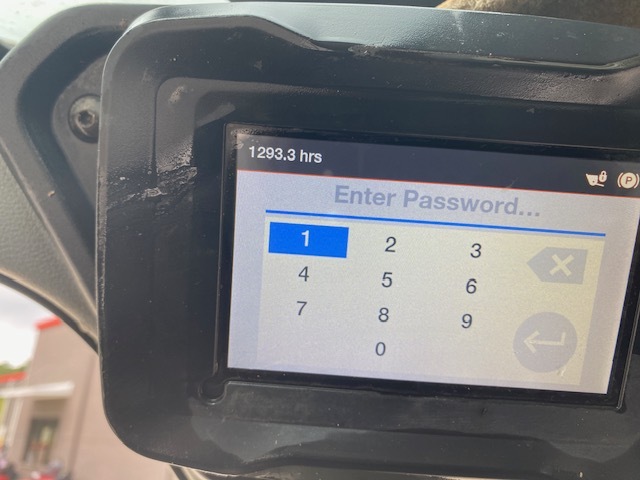 1293.3 hrs
P
Enter Password...
1 2 3
4 5 6
7 8 9
0